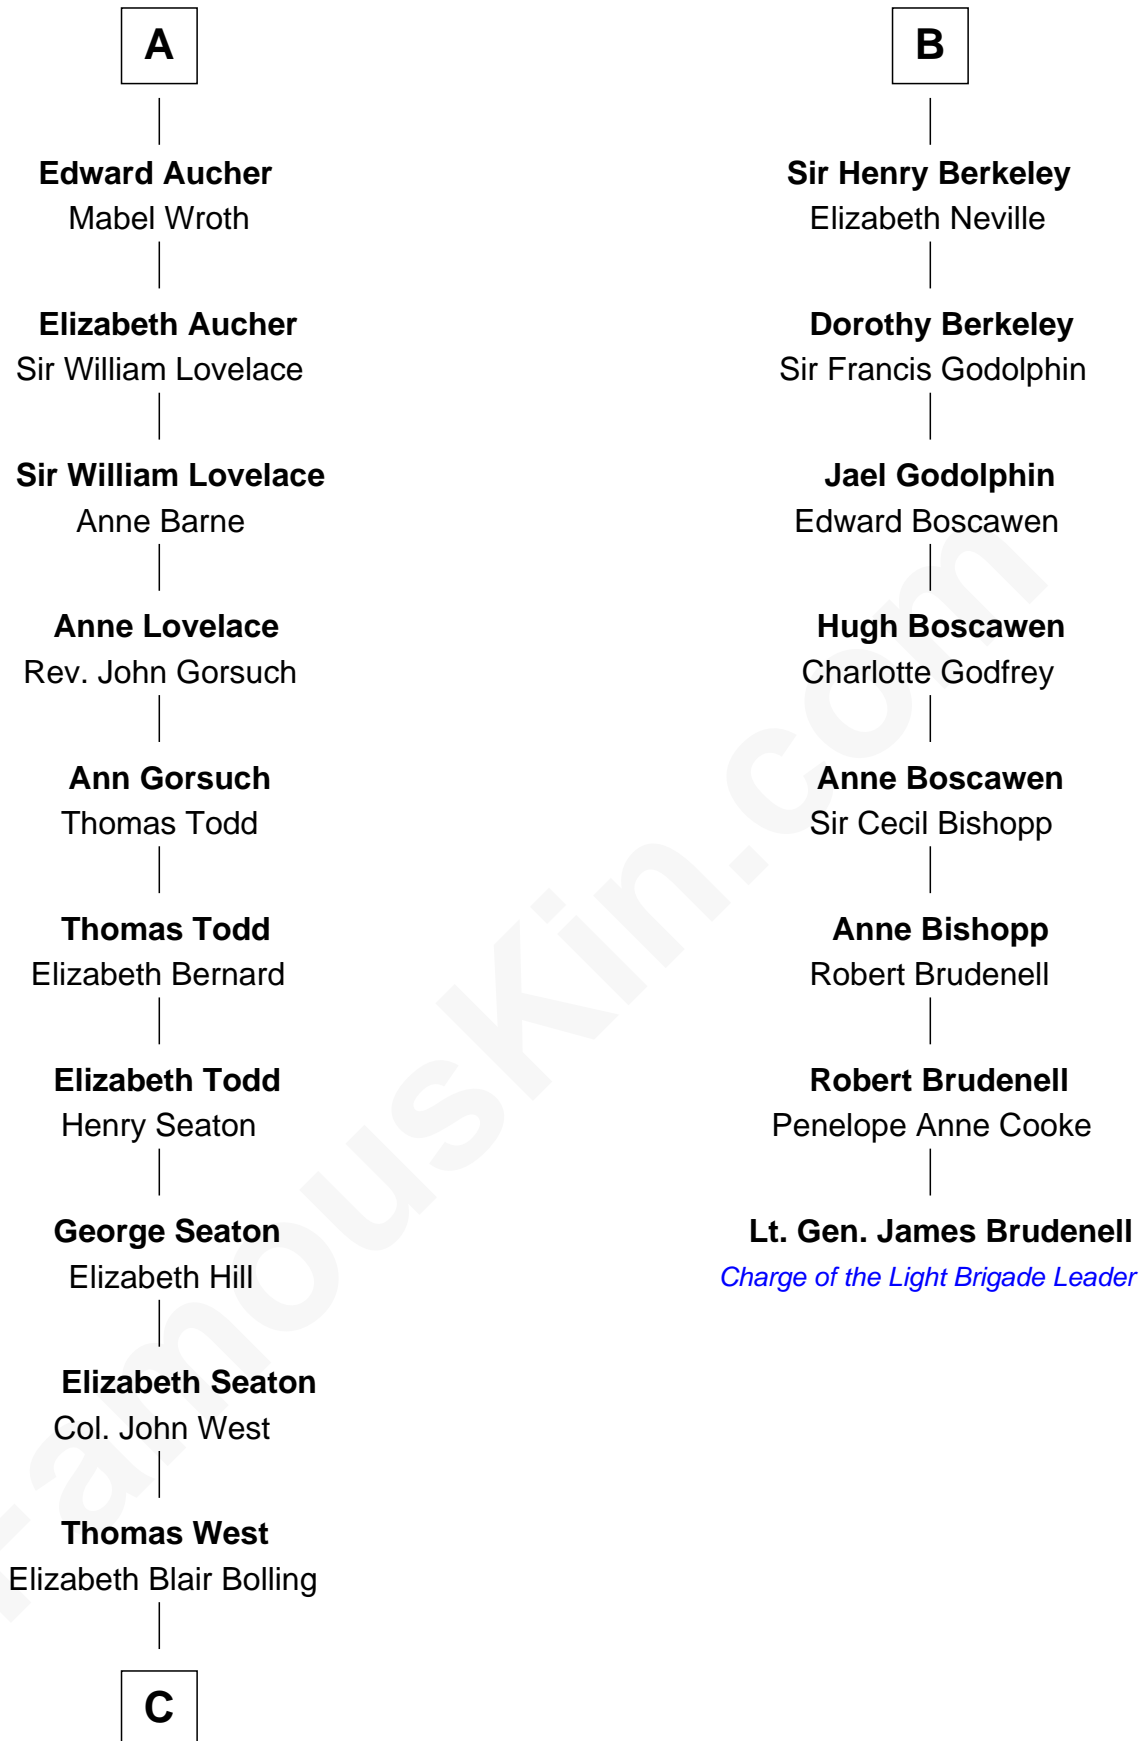 A
Edward Aucher
Mabel Wroth
Elizabeth Aucher
Sir William Lovelace
Sir William Lovelace
Anne Barne
Anne Lovelace
Rev. John Gorsuch
Ann Gorsuch
Thomas Todd
Thomas Todd
Elizabeth Bernard
Elizabeth Todd
Henry Seaton
George Seaton
Elizabeth Hill
Elizabeth Seaton
Col. John West
Thomas West
Elizabeth Blair Bolling
C
B
Sir Henry Berkeley
Elizabeth Neville
Dorothy Berkeley
Sir Francis Godolphin
Jael Godolphin
Edward Boscawen
Hugh Boscawen
Charlotte Godfrey
Anne Boscawen
Sir Cecil Bishopp
Anne Bishopp
Robert Brudenell
Robert Brudenell
Penelope Anne Cooke
Lt. Gen. James Brudenell
Charge of the Light Brigade Leader
FamousKin.com